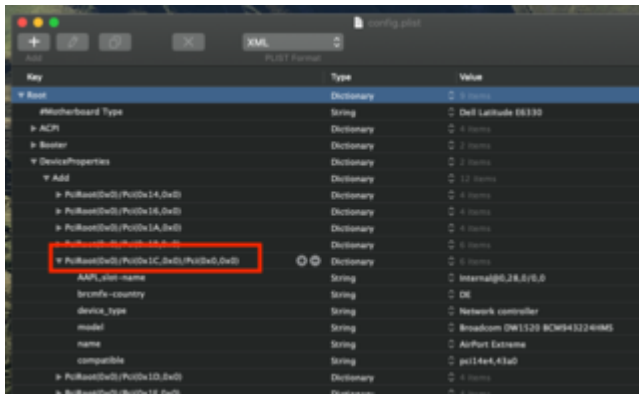 config.plist
XML
Add PLIST Format
Key Type Value
Root Dictionary 9 items
#Motherboard Type String Dell Latitude E6330
ACPI Dictionary 4 items
Booter Dictionary 2 items
DeviceProperties Dictionary 2 items
Add Dictionary 12 items
PciRoot(0x0)/Pci(0x14,0x0) Dictionary 4 items
PciRoot(0x0)/Pci(0x16,0x0) Dictionary 4 items
PciRoot(0x0)/Pci(0x1A,0x0) Dictionary 4 items
Dictionary 6 items
PciRoot(0x0)/Pci(0x1C,0x0)/Pci(0x0,0x0) Dictionary 6 items
AAPL,slot-name String Internal@0,28,0/0,0
brcmfx-country String DE
device_type String Network controller
model String Broadcom DW1520 BCM943224HMS
name String AirPort Extreme
compatible String pci14e4,43a0
PciRoot(0x0)/Pci(0x1D,0x0) Dictionary 4 items